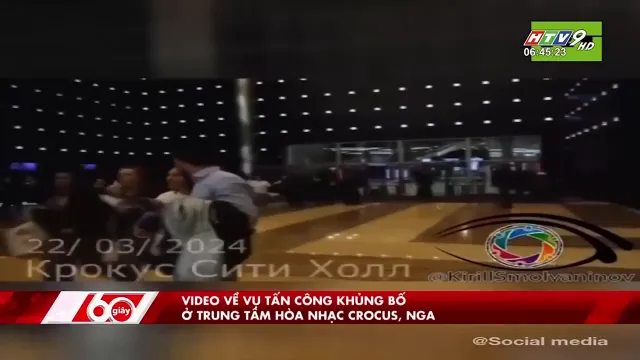 HTV9 HD
06:45:23
22/ 03/ 2024
Крокус Сити Холл
@KirillSmolyaninov
60 giây
VIDEO VỀ VỤ TẤN CÔNG KHỦNG BỐ
Ở TRUNG TÂM HÒA NHẠC CROCUS, NGA
@Social media